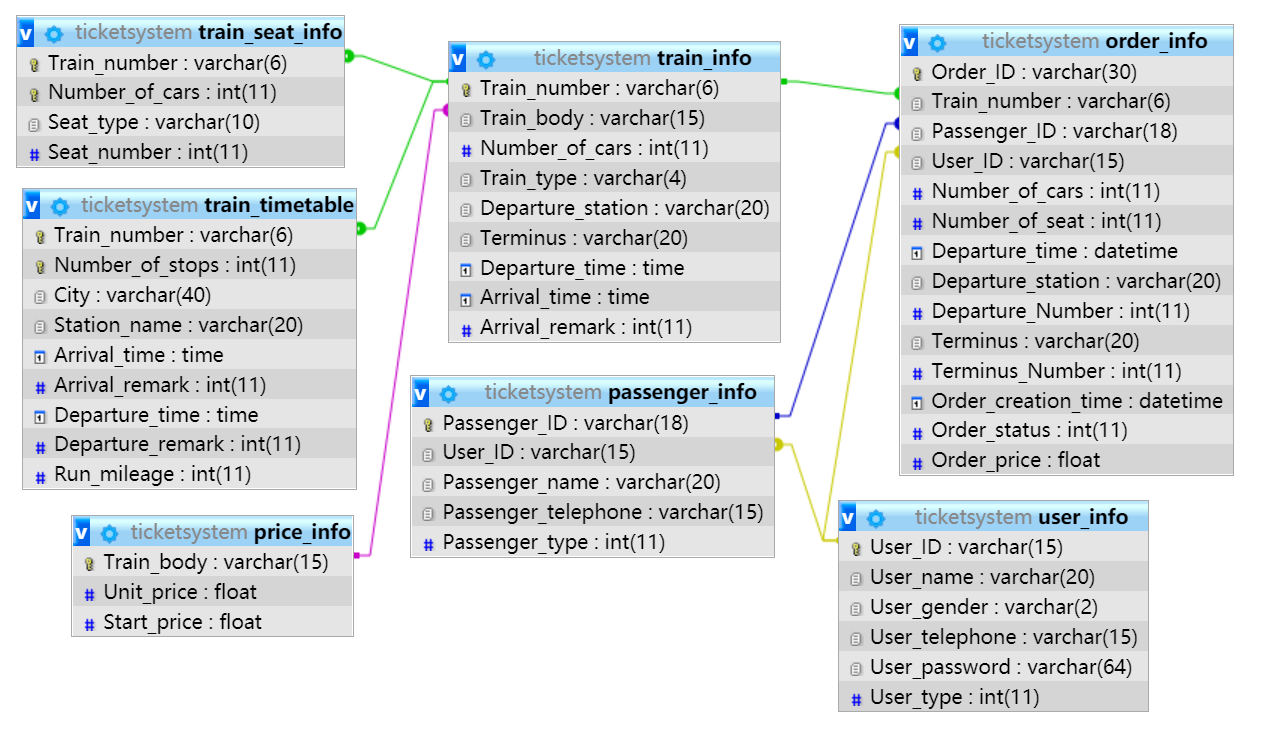 v ticketsystem train_seat_info
Train_number : varchar(6)
Number_of_cars : int(11)
Seat_type : varchar(10)
Seat_number : int(11)
v ticketsystem train_timetable
Train_number : varchar(6)
Number_of_stops : int(11)
City : varchar(40)
Station_name : varchar(20)
Arrival_time : time
Arrival_remark : int(11)
Departure_time : time
Departure_remark : int(11)
Run_mileage : int(11)
v ticketsystem price_info
Train_body : varchar(15)
Unit_price : float
Start_price : float
v ticketsystem train_info
Train_number : varchar(6)
Train_body : varchar(15)
Number_of_cars : int(11)
Train_type : varchar(4)
Departure_station : varchar(20)
Terminus : varchar(20)
Departure_time : time
Arrival_time : time
Arrival_remark : int(11)
v ticketsystem passenger_info
Passenger_ID : varchar(18)
User_ID : varchar(15)
Passenger_name : varchar(20)
Passenger_telephone : varchar(15)
Passenger_type : int(11)
v ticketsystem order_info
Order_ID : varchar(30)
Train_number : varchar(6)
Passenger_ID : varchar(18)
User_ID : varchar(15)
Number_of_cars : int(11)
Number_of_seat : int(11)
Departure_time : datetime
Departure_station : varchar(20)
Departure_Number : int(11)
Terminus : varchar(20)
Terminus_Number : int(11)
Order_creation_time : datetime
Order_status : int(11)
Order_price : float
v ticketsystem user_info
User_ID : varchar(15)
User_name : varchar(20)
User_gender : varchar(2)
User_telephone : varchar(15)
User_password : varchar(64)
User_type : int(11)